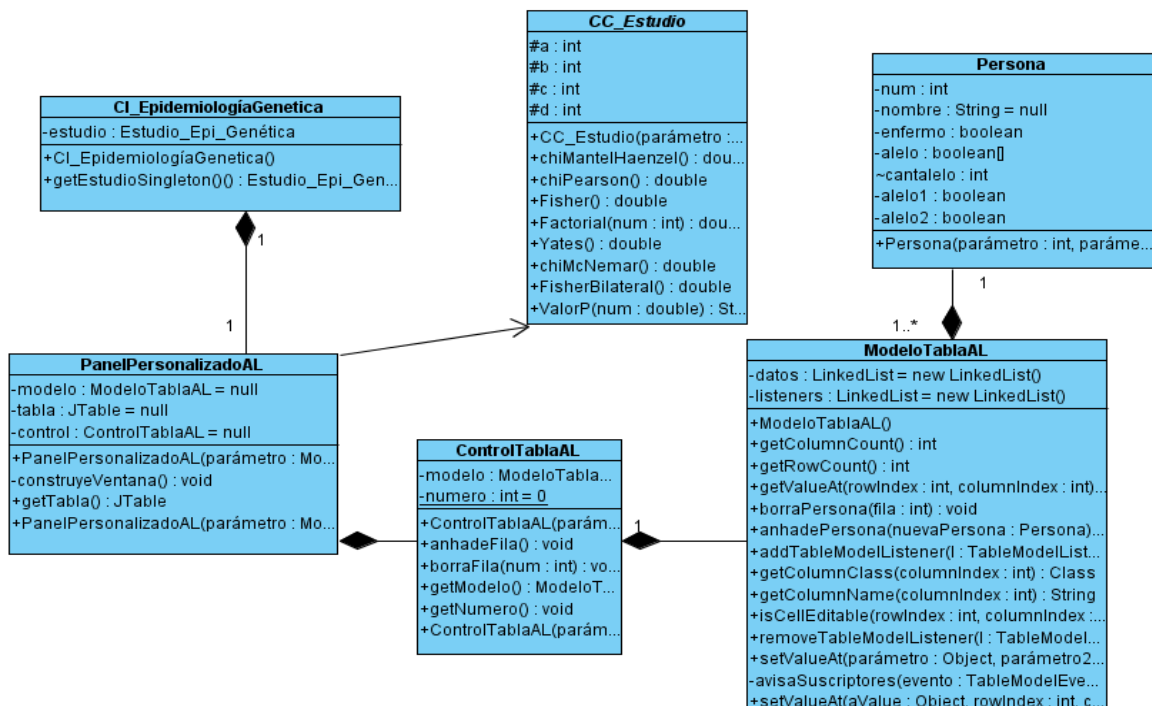 CC_Estudio
#a : int
#b : int
#c : int
#d : int
+CC_Estudio(parámetro :...
+chiMantelHaenzel() : dou...
+chiPearson() : double
+Fisher() : double
+Factorial(num : int) : dou...
+Yates() : double
+chiMcNemar() : double
+FisherBilateral() : double
+ValorP(num : double) : St...
Persona
-num : int
-nombre : String = null
-enfermo : boolean
-alelo : boolean[]
~cantalelo : int
-alelo1 : boolean
-alelo2 : boolean
+Persona(parámetro : int, paráme...
CI_EpidemiologíaGenetica
-estudio : Estudio_Epi_Genética
+CI_EpidemiologíaGenetica()
+getEstudioSingleton()() : Estudio_Epi_Gen...
1
1
1
1..*
PanelPersonalizadoAL
-modelo : ModeloTablaAL = null
-tabla : JTable = null
-control : ControlTablaAL = null
+PanelPersonalizadoAL(parámetro : Mo...
-construyeVentana() : void
+getTabla() : JTable
+PanelPersonalizadoAL(parámetro : Mo...
ControlTablaAL
-modelo : ModeloTabla...
-numero : int = 0
+ControlTablaAL(parám...
+anhadeFila() : void
+borraFila(num : int) : vo...
+getModelo() : ModeloT...
+getNumero() : void
+ControlTablaAL(parám...
1
ModeloTablaAL
-datos : LinkedList = new LinkedList()
-listeners : LinkedList = new LinkedList()
+ModeloTablaAL()
+getColumnCount() : int
+getRowCount() : int
+getValueAt(rowIndex : int, columnIndex : int)...
+borraPersona(fila : int) : void
+anhadePersona(nuevaPersona : Persona)...
+addTableModelListener(l : TableModelList...
+getColumnClass(columnIndex : int) : Class
+getColumnName(columnIndex : int) : String
+isCellEditable(rowIndex : int, columnIndex :...
+removeTableModelListener(l : TableModel...
+setValueAt(parámetro : Object, parámetro2...
-avisaSuscriptores(evento : TableModelEve...
+setValueAt(aValue : Object, rowIndex : int, c...